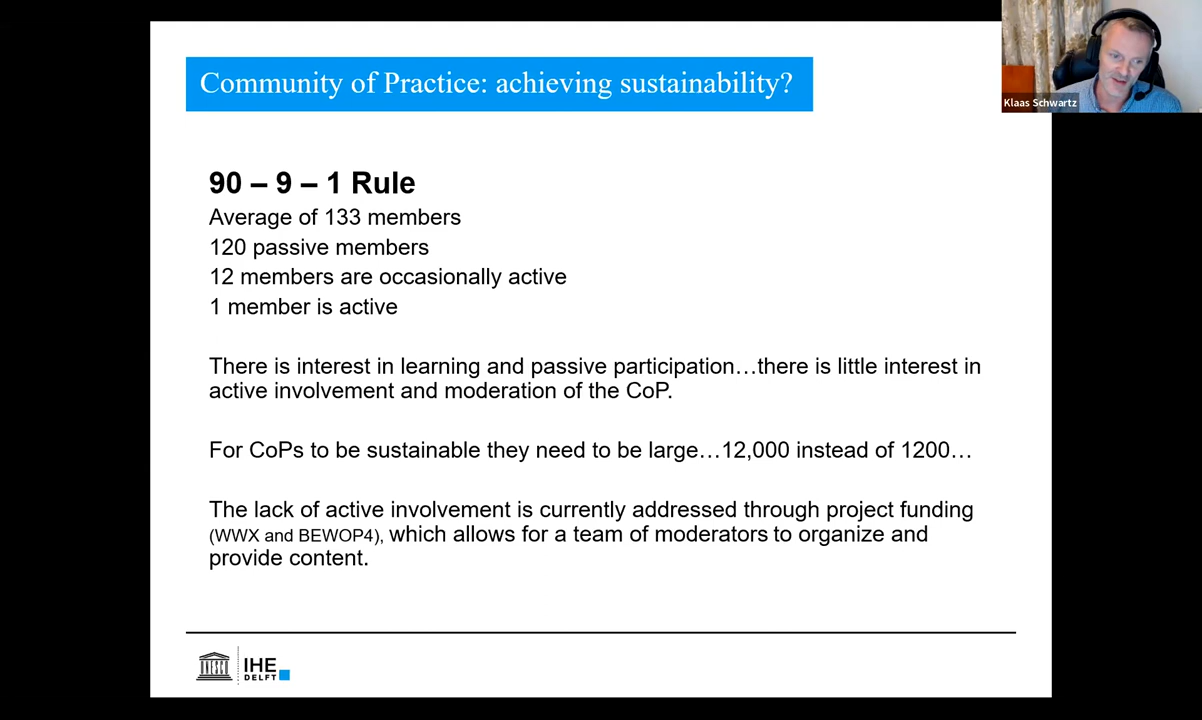 Community of Practice: achieving sustainability?
Klaas Schwartz
90 – 9 – 1 Rule
Average of 133 members
120 passive members
12 members are occasionally active
1 member is active
There is interest in learning and passive participation…there is little interest in
active involvement and moderation of the CoP.
For CoPs to be sustainable they need to be large…12,000 instead of 1200…
The lack of active involvement is currently addressed through project funding
(WWX and BEWOP4), which allows for a team of moderators to organize and
provide content.
UNESCO
IHE
DELFT